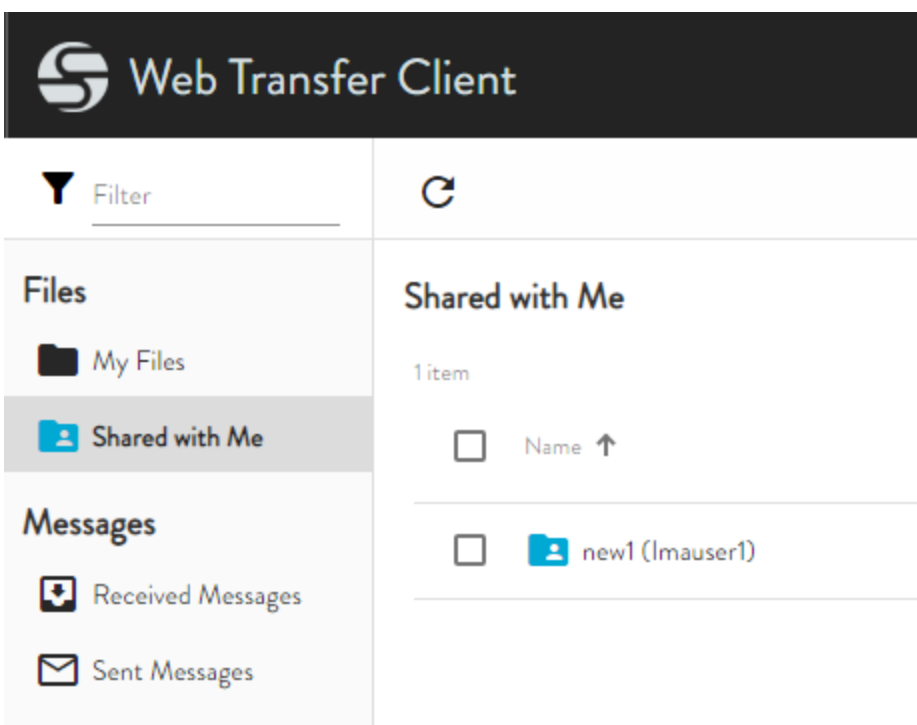 Web Transfer Client
Filter
Files
My Files
Shared with Me
Messages
Received Messages
Sent Messages
Shared with Me
1 item
Name
new1 (lmauser1)